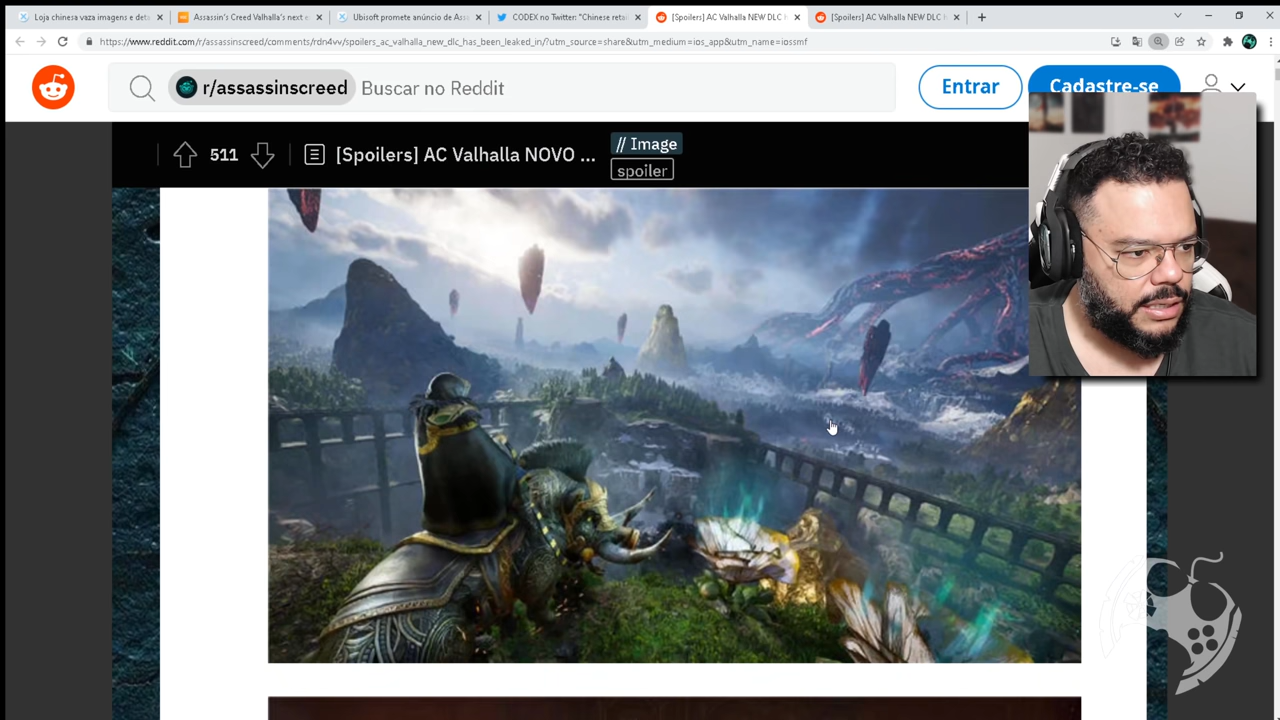 Loja chinesa vaza imagens e deta
Assassin's Creed Valhalla's next e
Ubisoft promete anúncio de Ass
CODEX no Twitter: "Chinese reta
[Spoilers] AC Valhalla NEW DLC h
[Spoilers] AC Valhalla NEW DLC h
https://www.reddit.com/r/assassinscreed/comments/rdn4vv/spoilers_ac_valhalla_new_dlc_has_been_leaked_in/?utm_source=share&utm_medium=ios_app&utm_name=iossmf
r/assassinscreed
Buscar no Reddit
Entrar
Cadastre-se
511
[Spoilers] AC Valhalla NOVO ...
// Image
spoiler